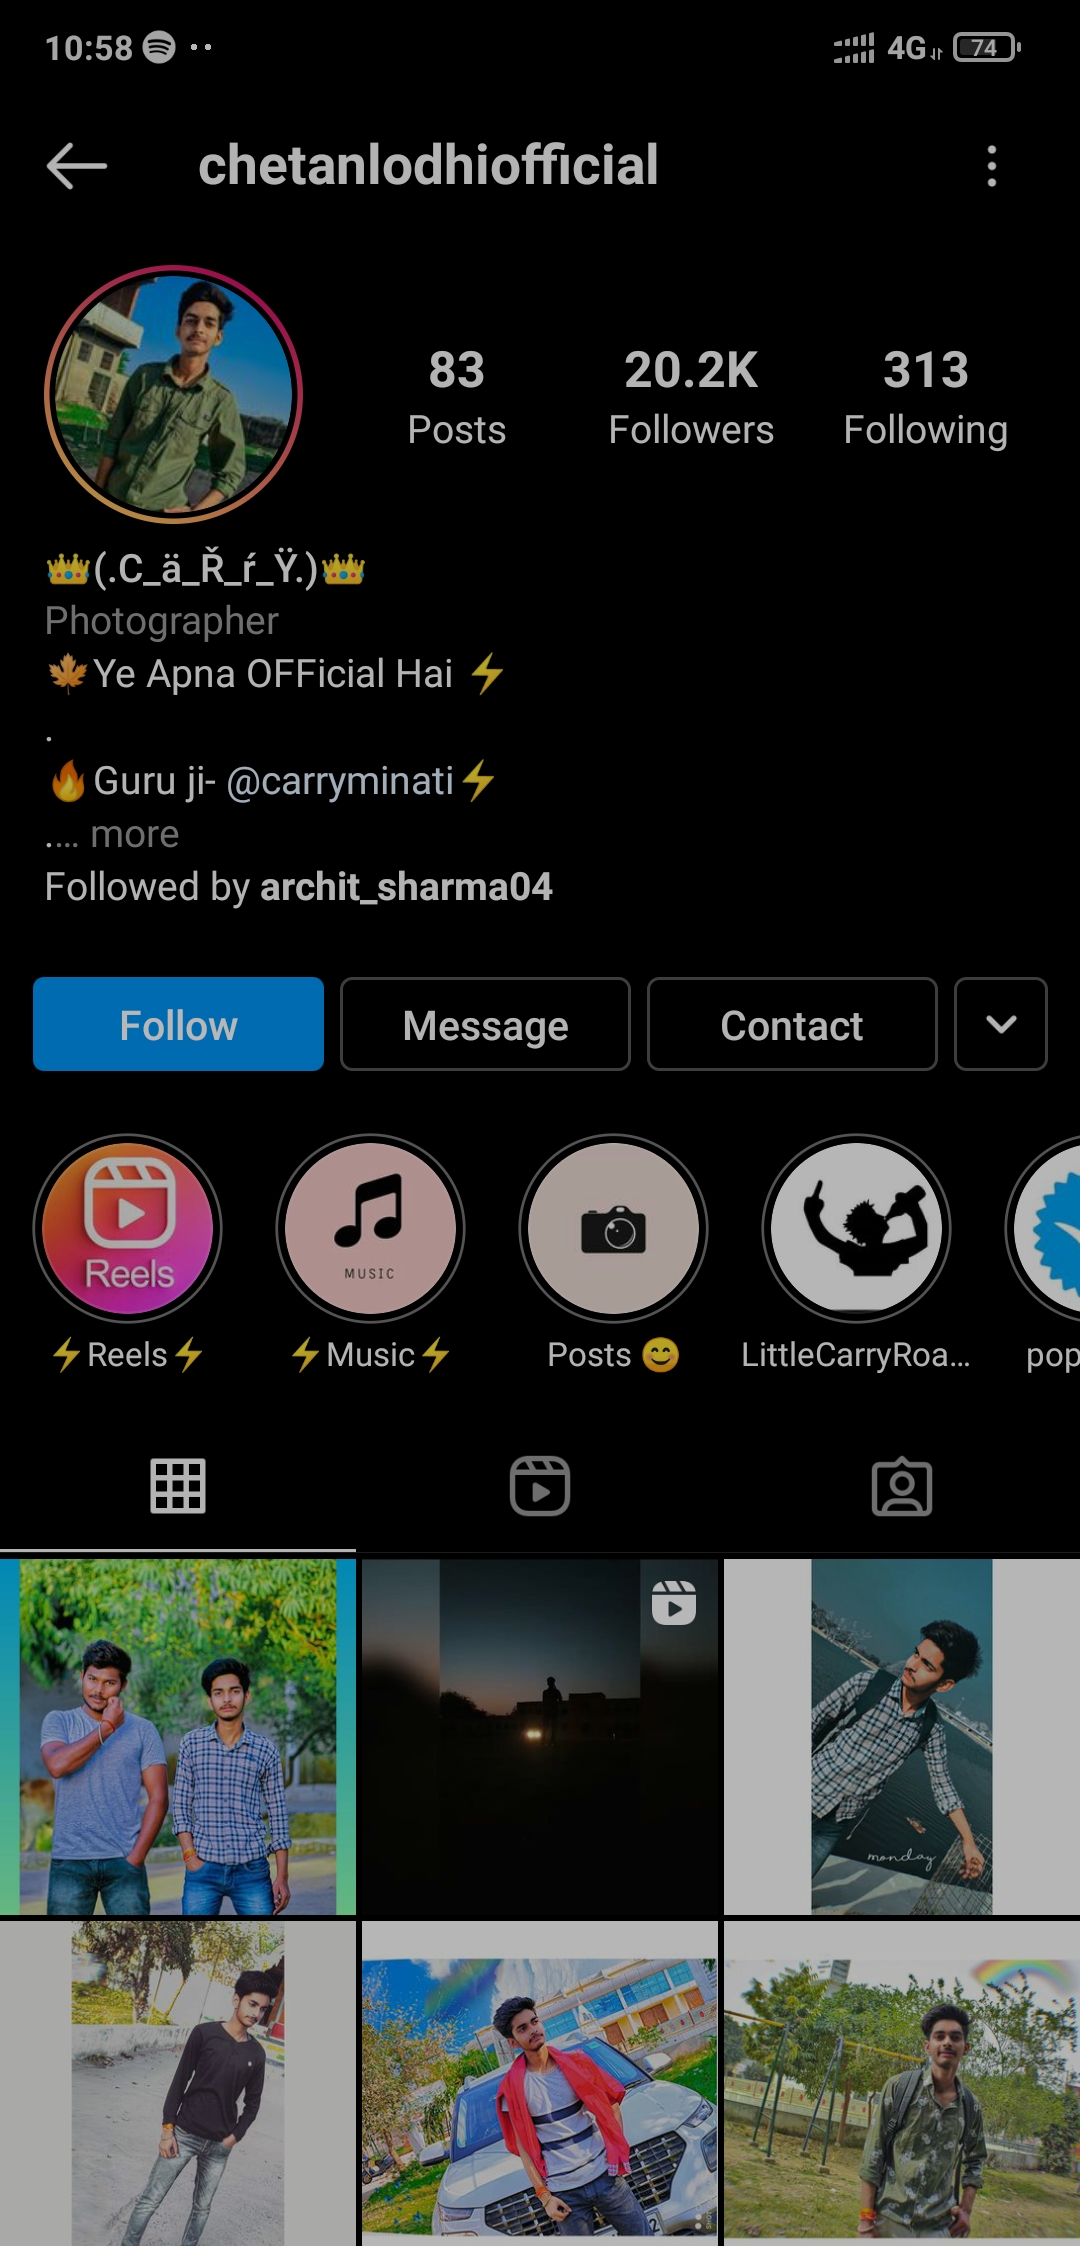 10:58 4G 74
chetanlodhiofficial
83 20.2K 313
Posts Followers Following
👑(.C_ä_Ř_ŕ_Ÿ.)👑
Photographer
🍁Ye Apna OFFicial Hai ⚡
.
🔥Guru ji- @carryminati⚡
.... more
Followed by archit_sharma04
Follow Message Contact
Reels MUSIC
⚡Reels⚡ ⚡Music⚡ Posts 😊 LittleCarryRoa... pop
monday